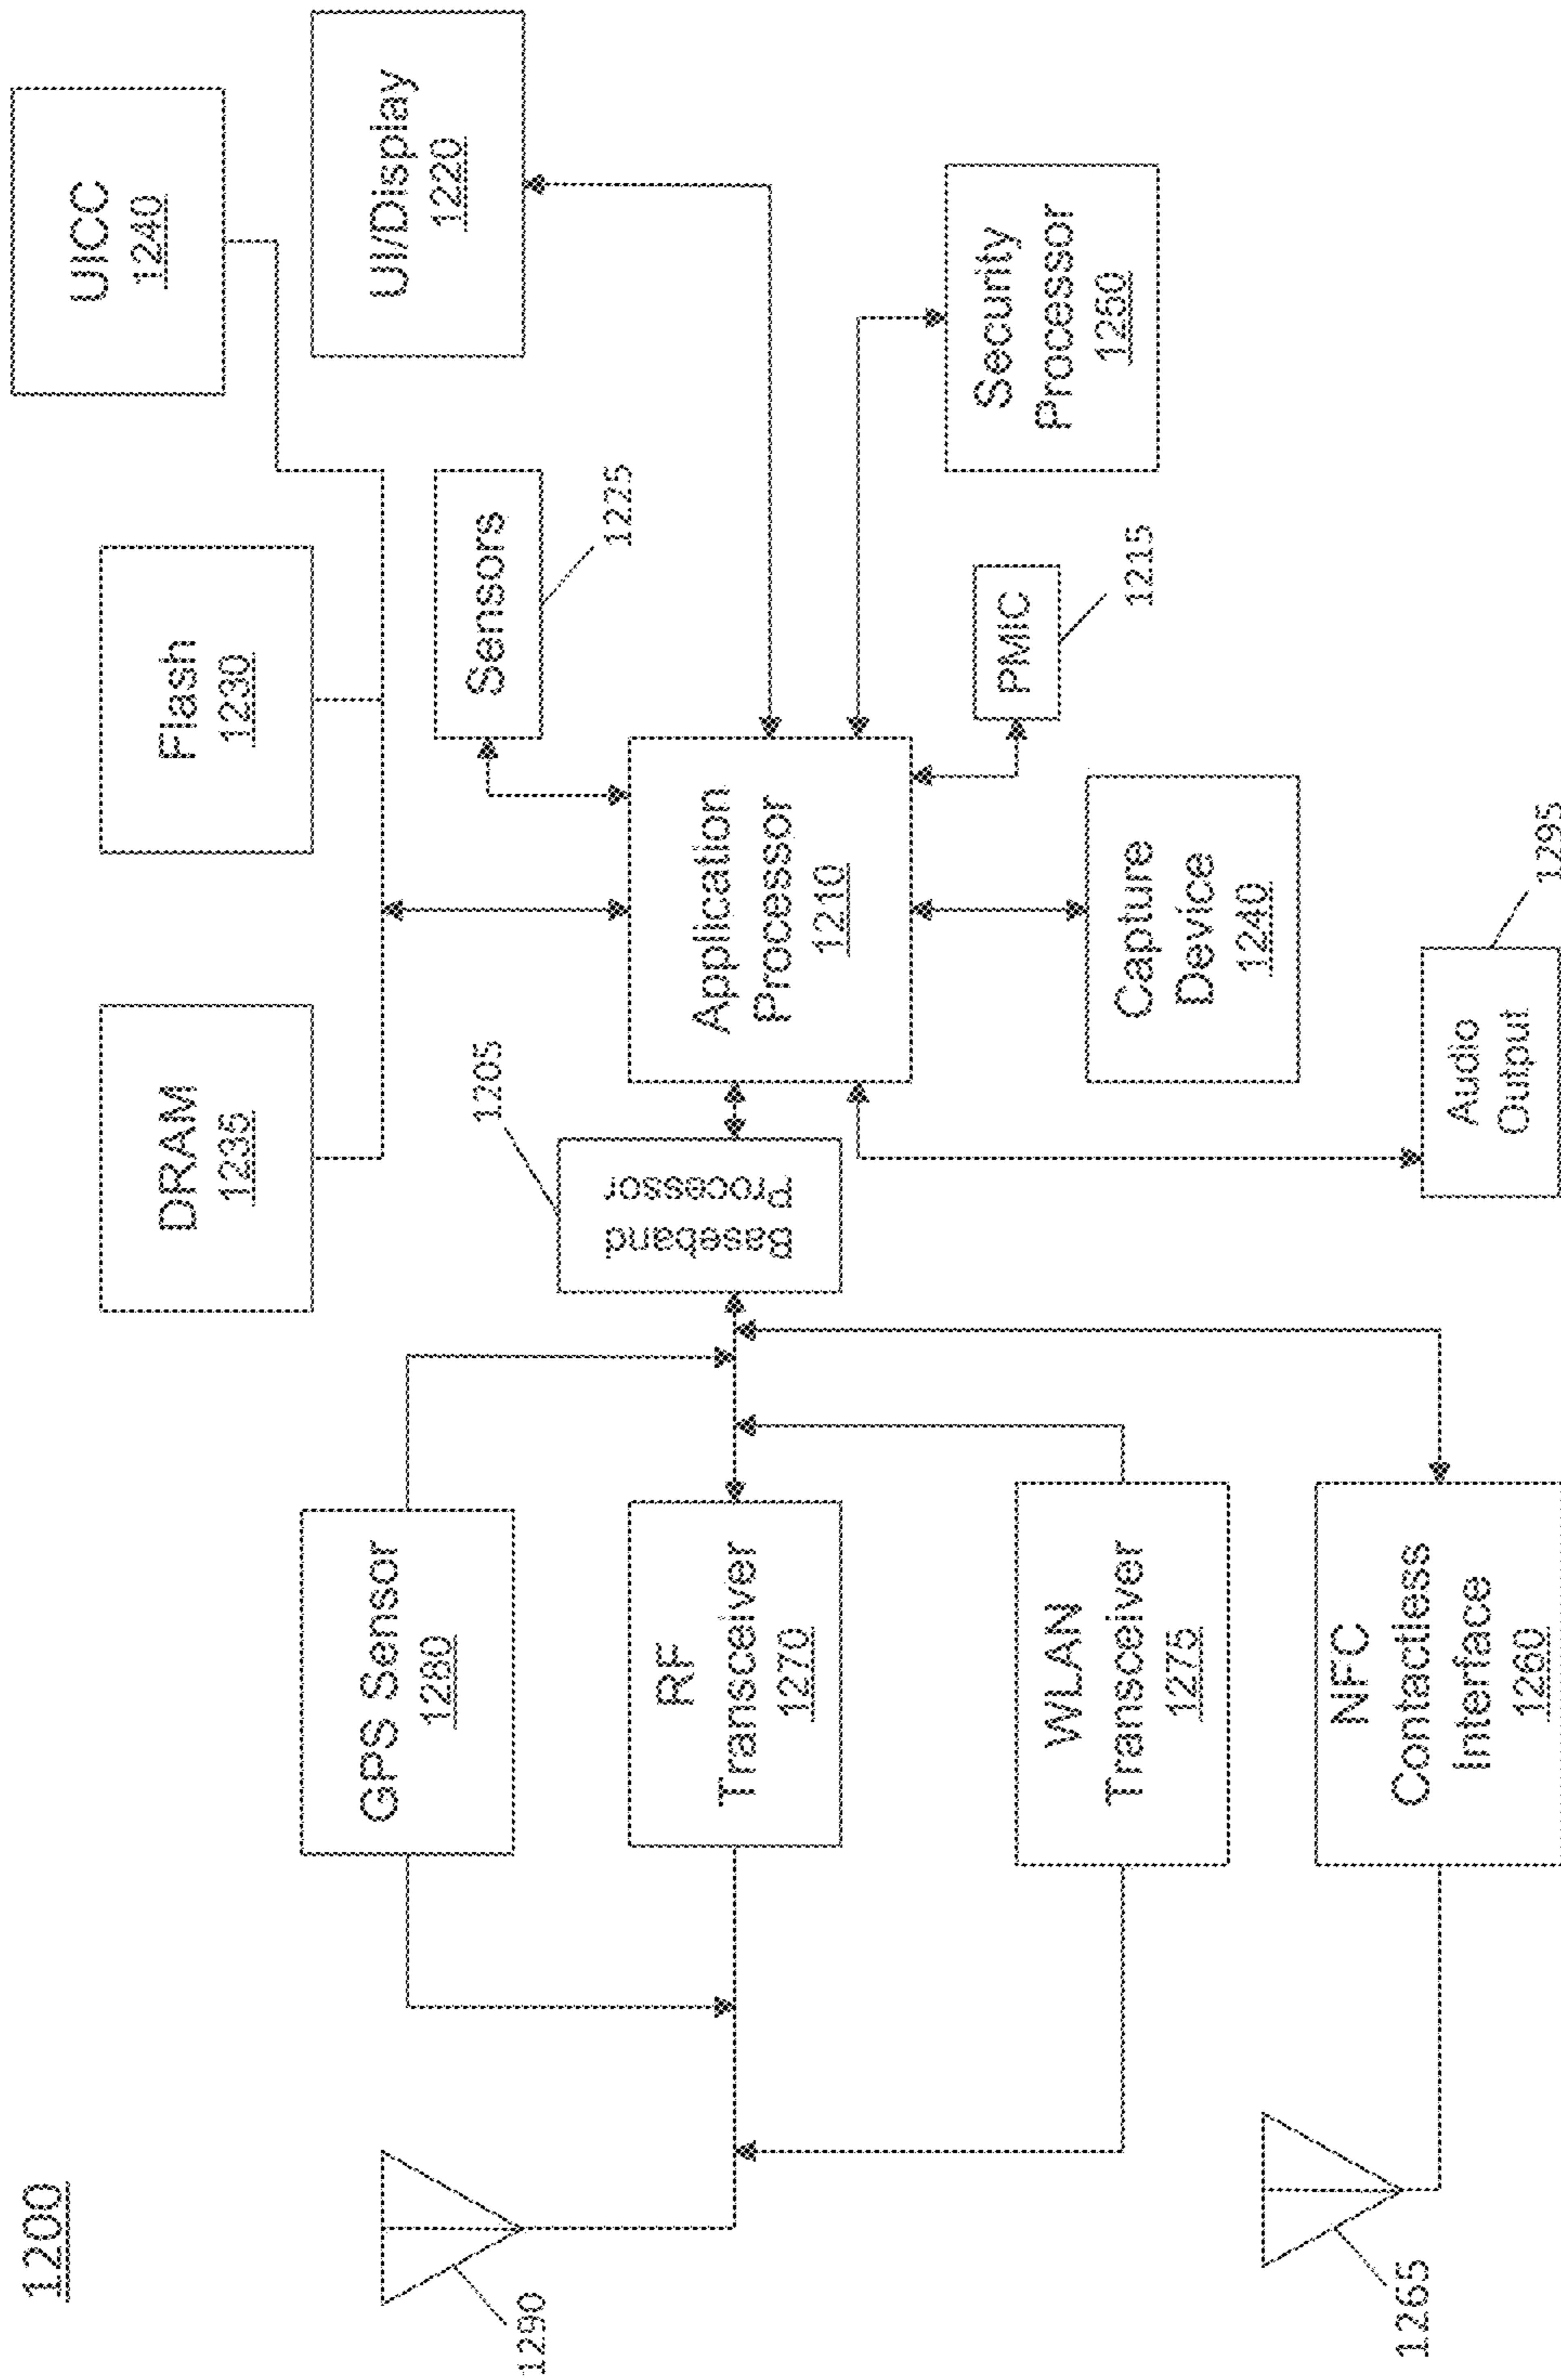 1200
UICC
1240
DRAM
1235
Flash
1230
UI/Display
1220
Sensors
1225
GPS Sensor
1280
1290
1205
Baseband
Processor
Application
Processor
1210
RF
Transceiver
1270
Security
Processor
1250
PMIC
1215
WLAN
Transceiver
1275
Capture
Device
1240
NFC
Contactless
Interface
1260
1265
Audio
Output
1295